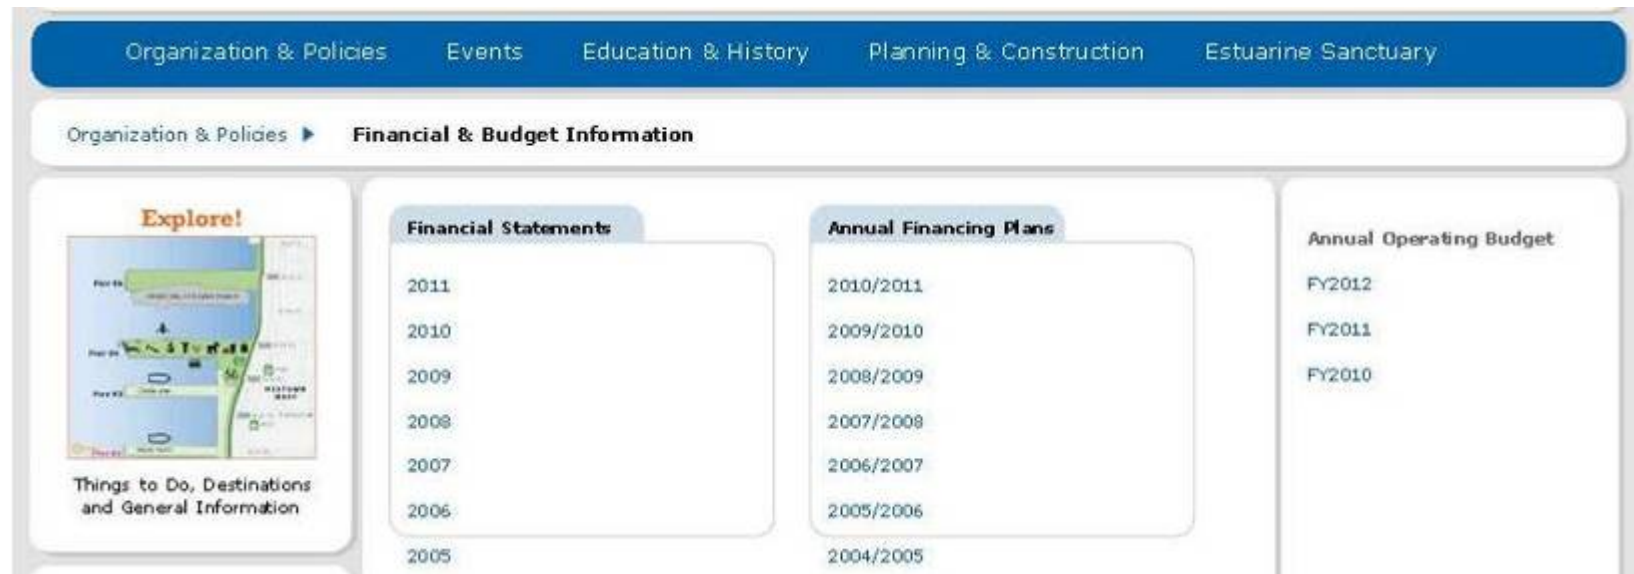 Organization & Policies Events Education & History Planning & Construction Estuarine Sanctuary
Organization & Policies Financial & Budget Information
Explore!
Things to Do, Destinations
and General Information
Financial Statements
2011
2010
2009
2008
2007
2006
2005
Annual Financing Plans
2010/2011
2009/2010
2008/2009
2007/2008
2006/2007
2005/2006
2004/2005
Annual Operating Budget
FY2012
FY2011
FY2010